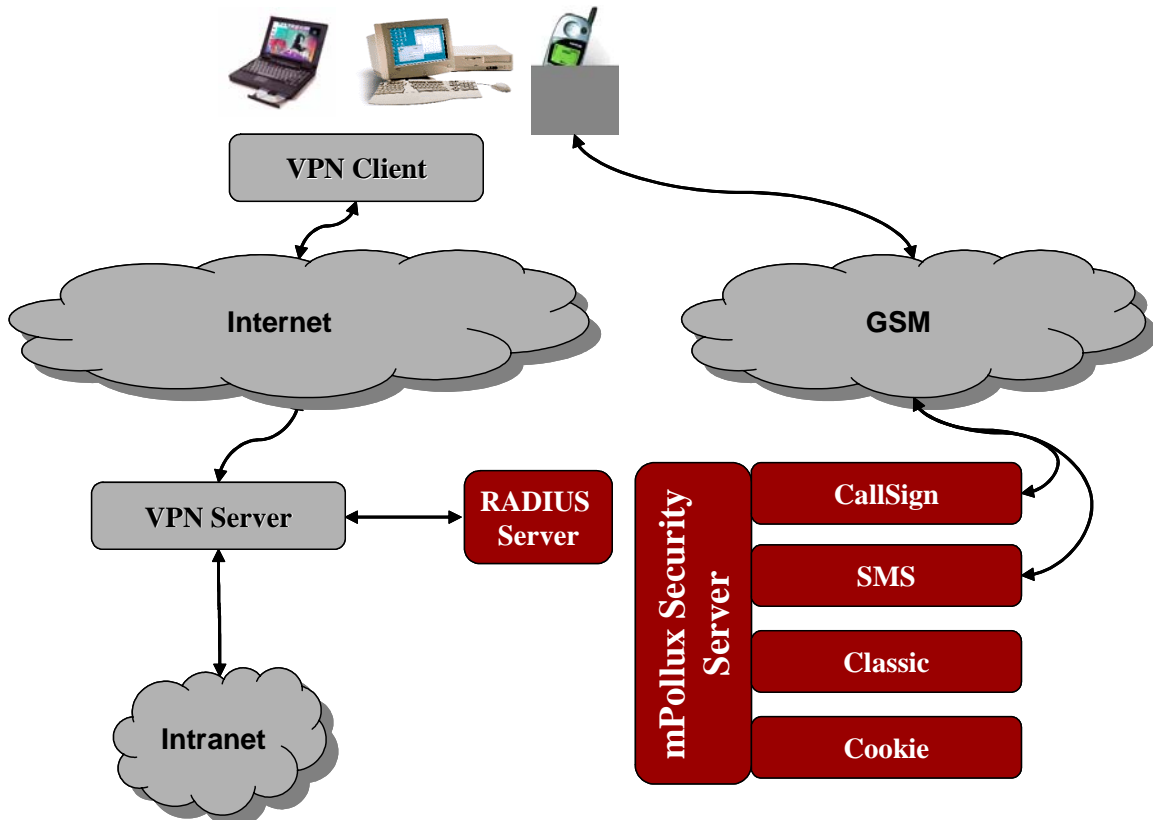 VPN Client
Internet
GSM
VPN Server
RADIUS
Server
mPollux Security
Server
CallSign
SMS
Classic
Cookie
Intranet